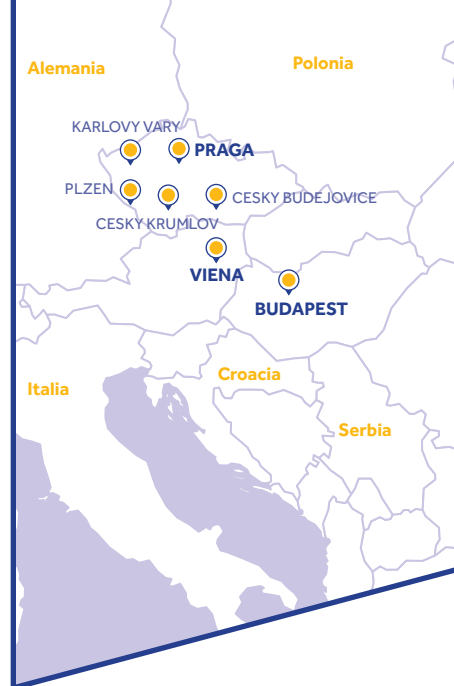 Polonia
Alemania
KARLOVY VARY
PRAGA
PLZEN
CESKY BUDEJOVICE
CESKY KRUMLOV
VIENA
BUDAPEST
Croacia
Italia
Serbia